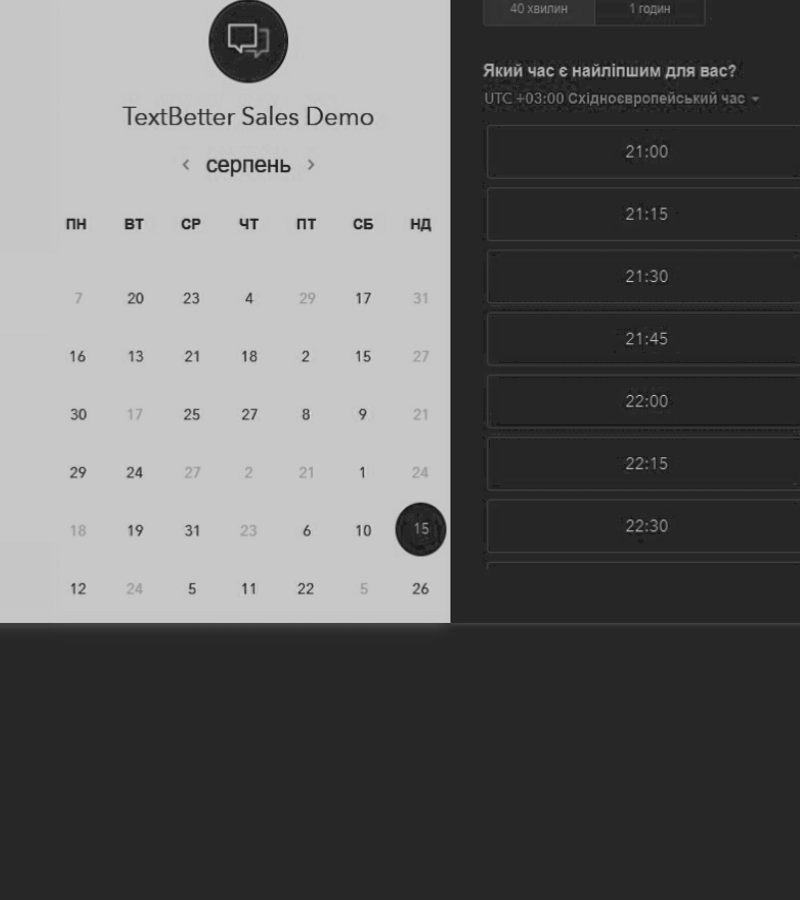 TextBetter Sales Demo
серпень
ПН ВТ СР ЧТ ПТ СБ НД
7 20 23 4 29 17 31
16 13 21 18 2 15 27
30 17 25 27 8 9 21
29 24 27 2 21 1 24
18 19 31 23 6 10 15
12 24 5 11 22 5 26
40 хвилин 1 годин
Який час є найліпшим для вас?
UTC +03:00 Східноєвропейський час
21:00
21:15
21:30
21:45
22:00
22:15
22:30